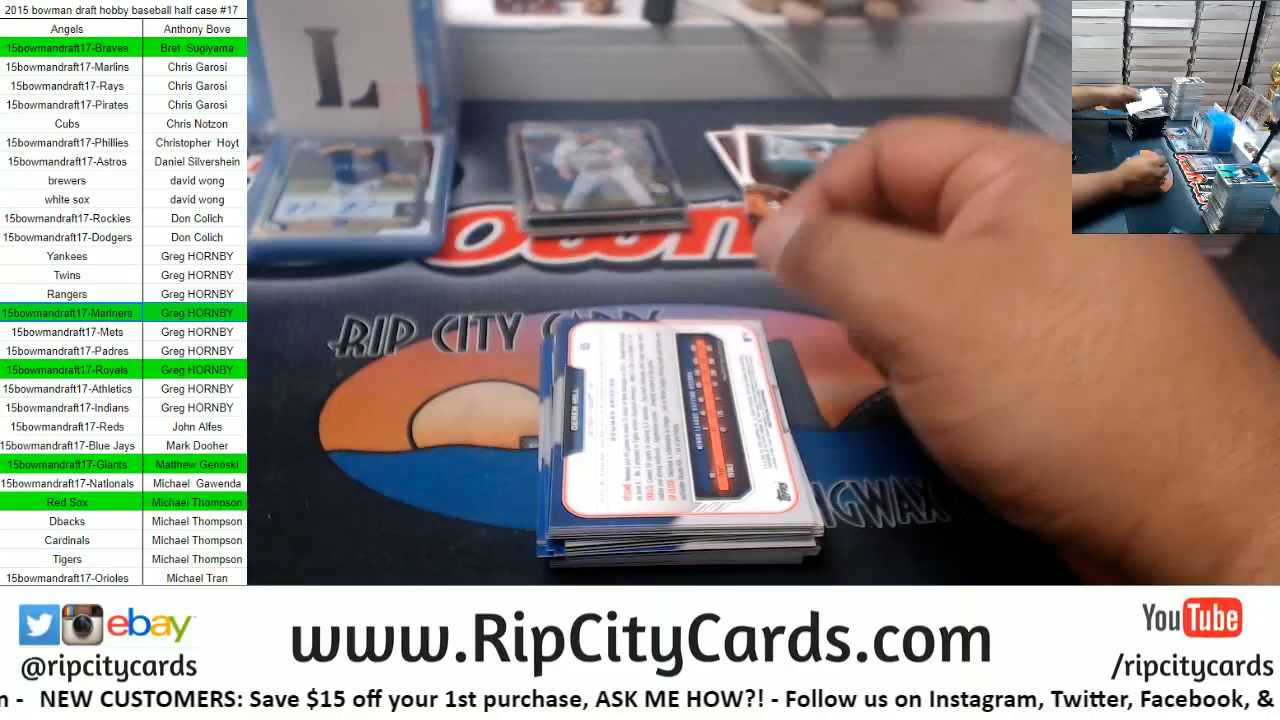 2015 bowman draft hobby baseball half case #17
Angels Anthony Bove
15bowmandraft17-Braves Bret Sugiyama
15bowmandraft17-Marlins Chris Garosi
15bowmandraft17-Rays Chris Garosi
15bowmandraft17-Pirates Chris Garosi
Cubs Chris Notzon
15bowmandraft17-Phillies Christopher Hoyt
15bowmandraft17-Astros Daniel Silvershein
brewers david wong
white sox david wong
15bowmandraft17-Rockies Don Colich
15bowmandraft17-Dodgers Don Colich
Yankees Greg HORNBY
Twins Greg HORNBY
Rangers Greg HORNBY
15bowmandraft17-Mariners Greg HORNBY
15bowmandraft17-Mets Greg HORNBY
15bowmandraft17-Padres Greg HORNBY
15bowmandraft17-Royals Greg HORNBY
15bowmandraft17-Athletics Greg HORNBY
15bowmandraft17-Indians Greg HORNBY
15bowmandraft17-Reds John Alfes
15bowmandraft17-Blue Jays Mark Dooher
15bowmandraft17-Giants Matthew Genoski
15bowmandraft17-Nationals Michael Gawenda
Red Sox Michael Thompson
Dbacks Michael Thompson
Cardinals Michael Thompson
Tigers Michael Thompson
15bowmandraft17-Orioles Michael Tran
L
RIP CITY CARDS
DEREK HILL
Topps
IGWAX
ebay
@ripcitycards
www.RipCityCards.com
YouTube
/ripcitycards
- NEW CUSTOMERS: Save $15 off your 1st purchase, ASK ME HOW?! - Follow us on Instagram, Twitter, Facebook, &